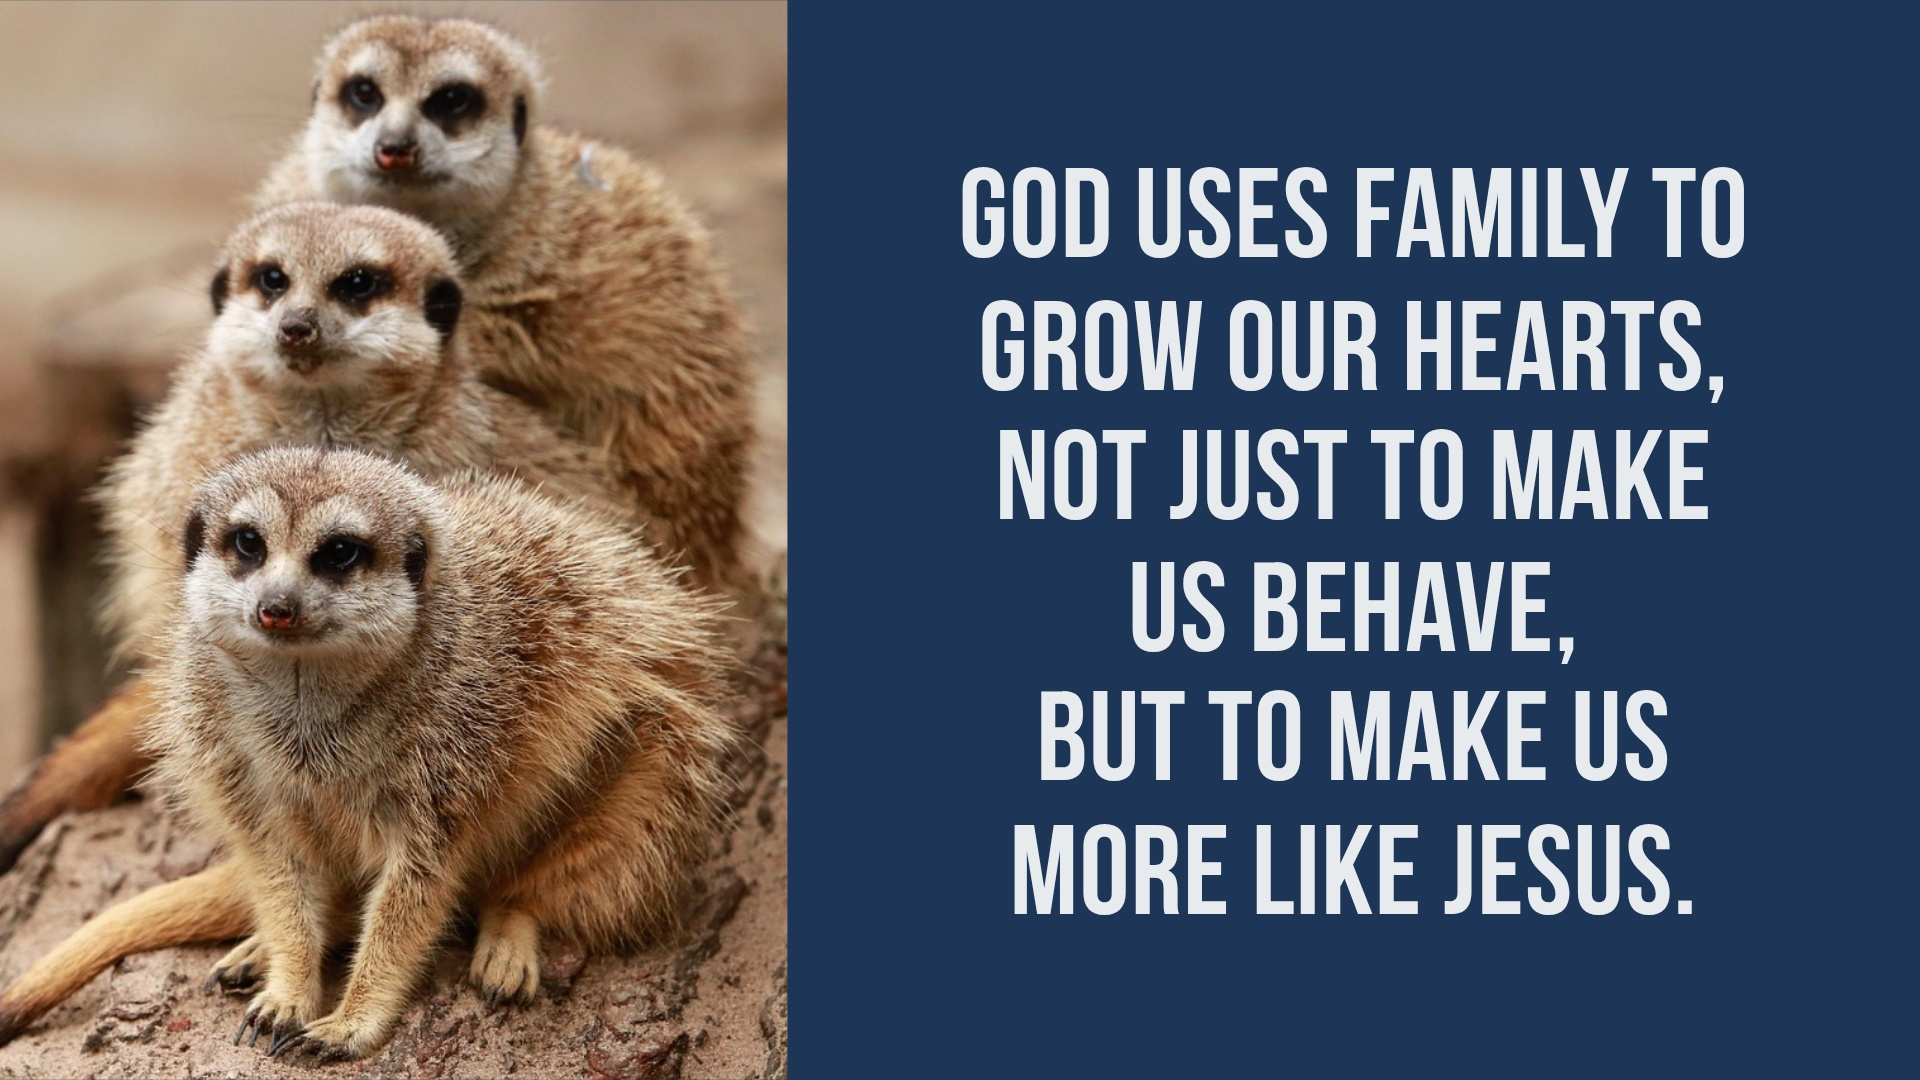 GOD USES FAMILY TO
GROW OUR HEARTS,
NOT JUST TO MAKE
US BEHAVE,
BUT TO MAKE US
MORE LIKE JESUS.